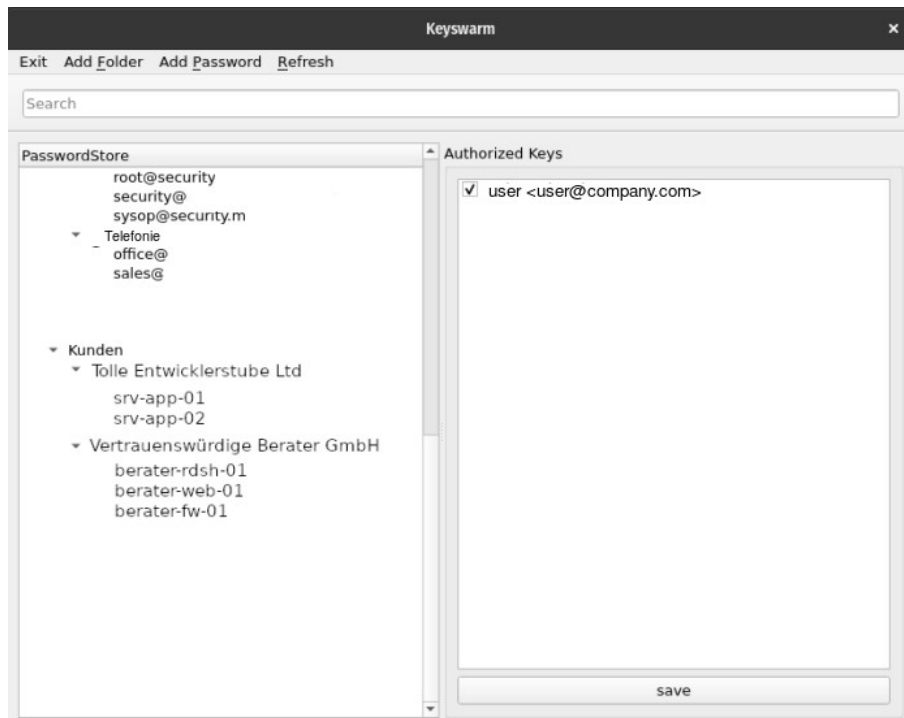 Keyswarm
Exit Add Folder Add Password Refresh
Search
PasswordStore
root@security
security@
sysop@security.m
Telefonie
office@
sales@
Kunden
Tolle Entwicklerstube Ltd
srv-app-01
srv-app-02
Vertrauenswürdige Berater GmbH
berater-rdsh-01
berater-web-01
berater-fw-01
Authorized Keys
user <user@company.com>
save